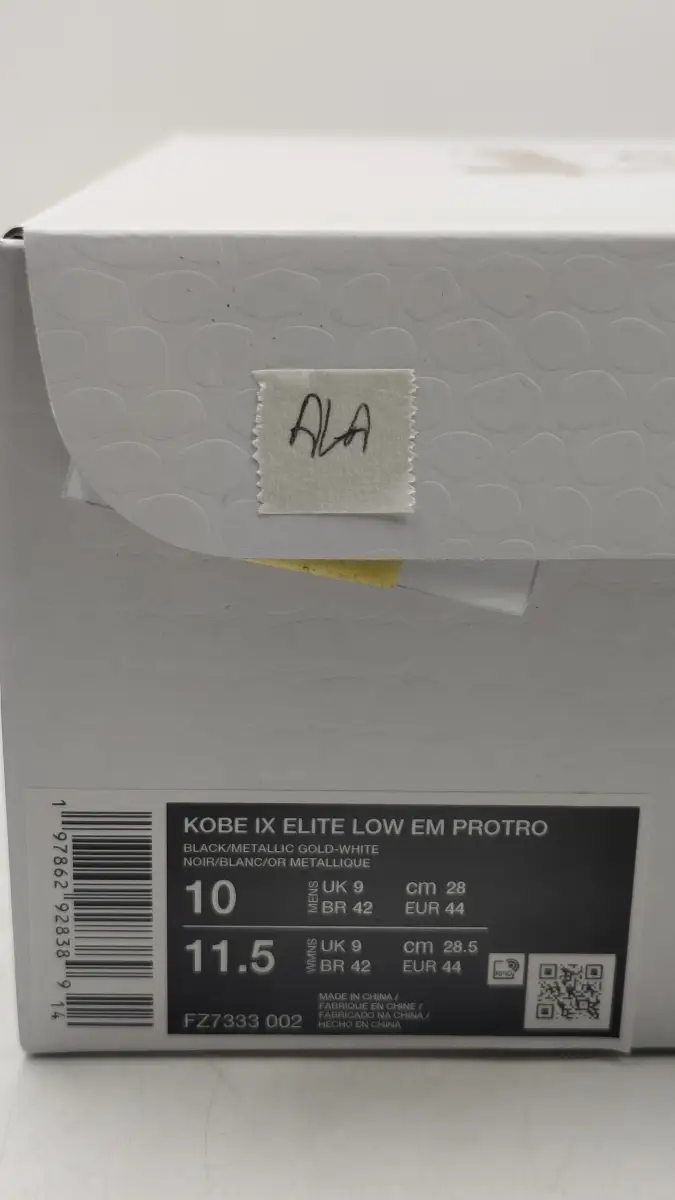 ALA
KOBE IX ELITE LOW EM PROTRO
BLACK/METALLIC GOLD-WHITE
NOIR/BLANC/OR METALLIQUE
10 MENS UK 9 cm 28
BR 42 EUR 44
11.5 WMNS UK 9 cm 28.5
BR 42 EUR 44
RFID
MADE IN CHINA /
FABRIQUE EN CHINE /
FABRICADO NA CHINA /
HECHO EN CHINA
FZ7333 002
1 97862 92838 9 14